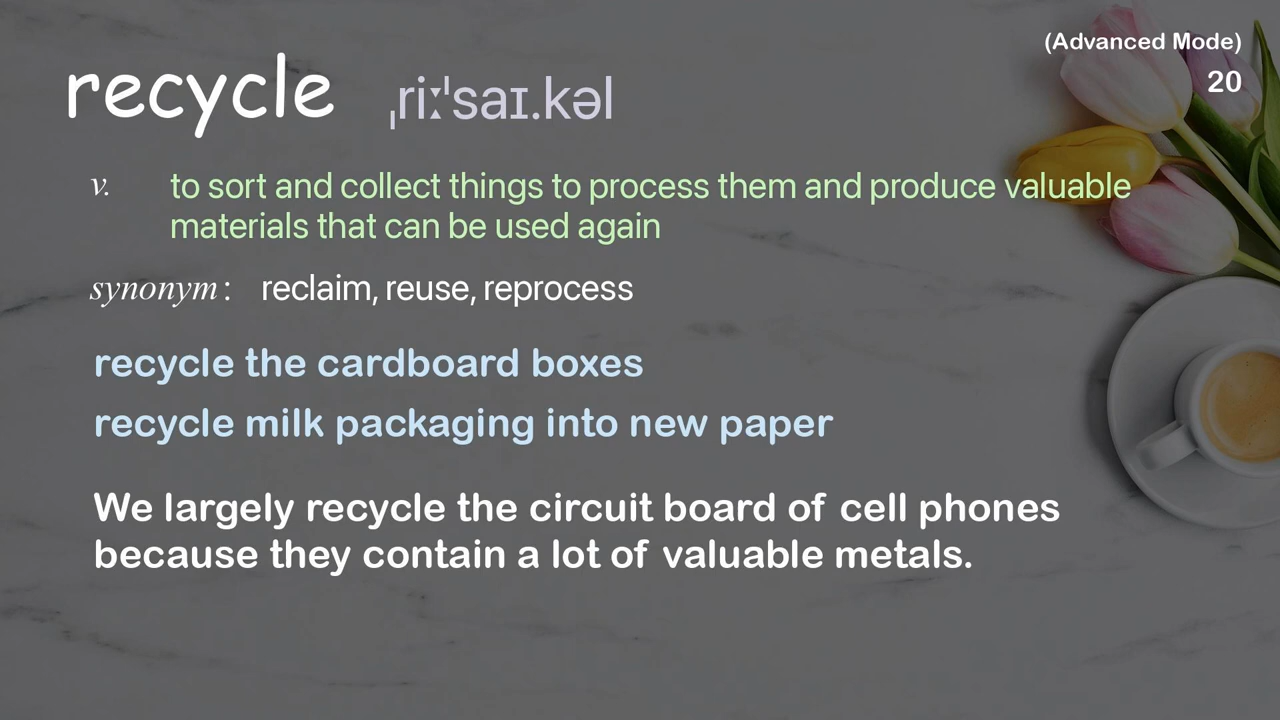 (Advanced Mode)
20
recycle ˌriːˈsaɪ.kəl
v. to sort and collect things to process them and produce valuable
materials that can be used again
synonym: reclaim, reuse, reprocess
recycle the cardboard boxes
recycle milk packaging into new paper
We largely recycle the circuit board of cell phones
because they contain a lot of valuable metals.